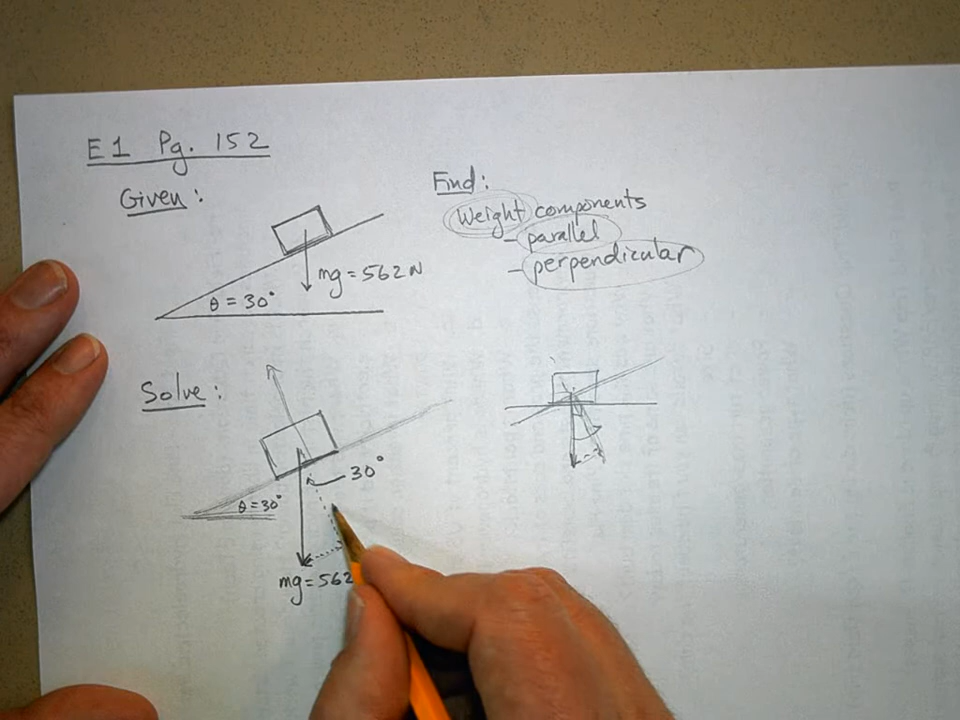 E1 Pg. 152
Given:
mg = 562 N
θ = 30°
Find:
Weight components
- parallel
- perpendicular
Solve:
30°
θ = 30°
mg = 562